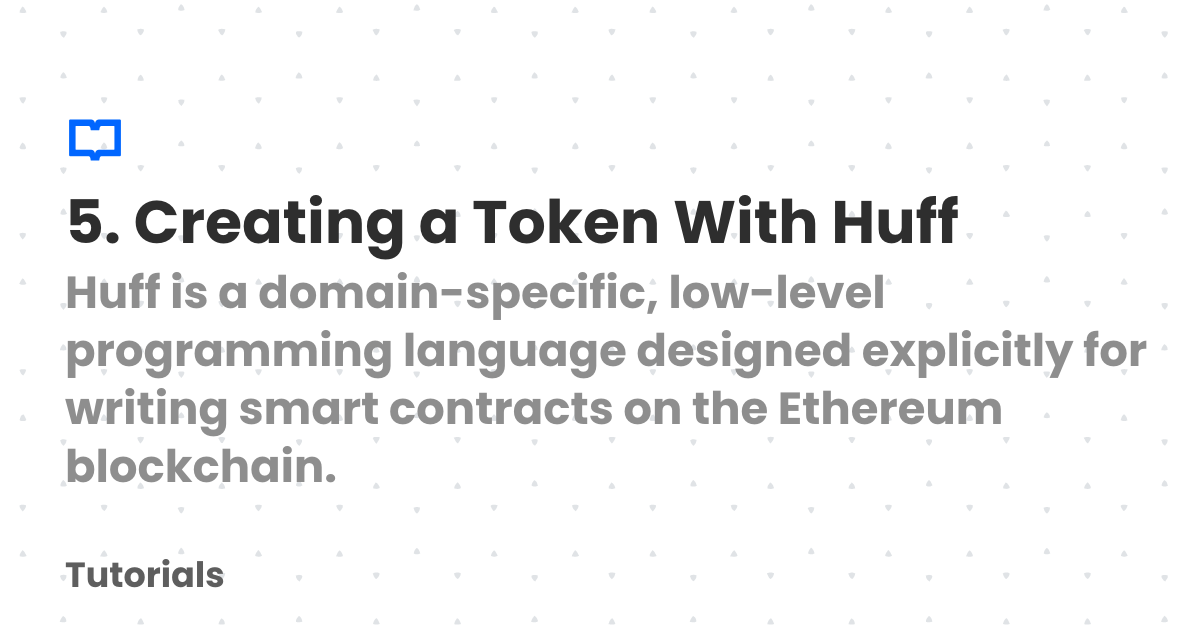 5. Creating a Token With Huff
Huff is a domain-specific, low-level
programming language designed explicitly for
writing smart contracts on the Ethereum
blockchain.
Tutorials